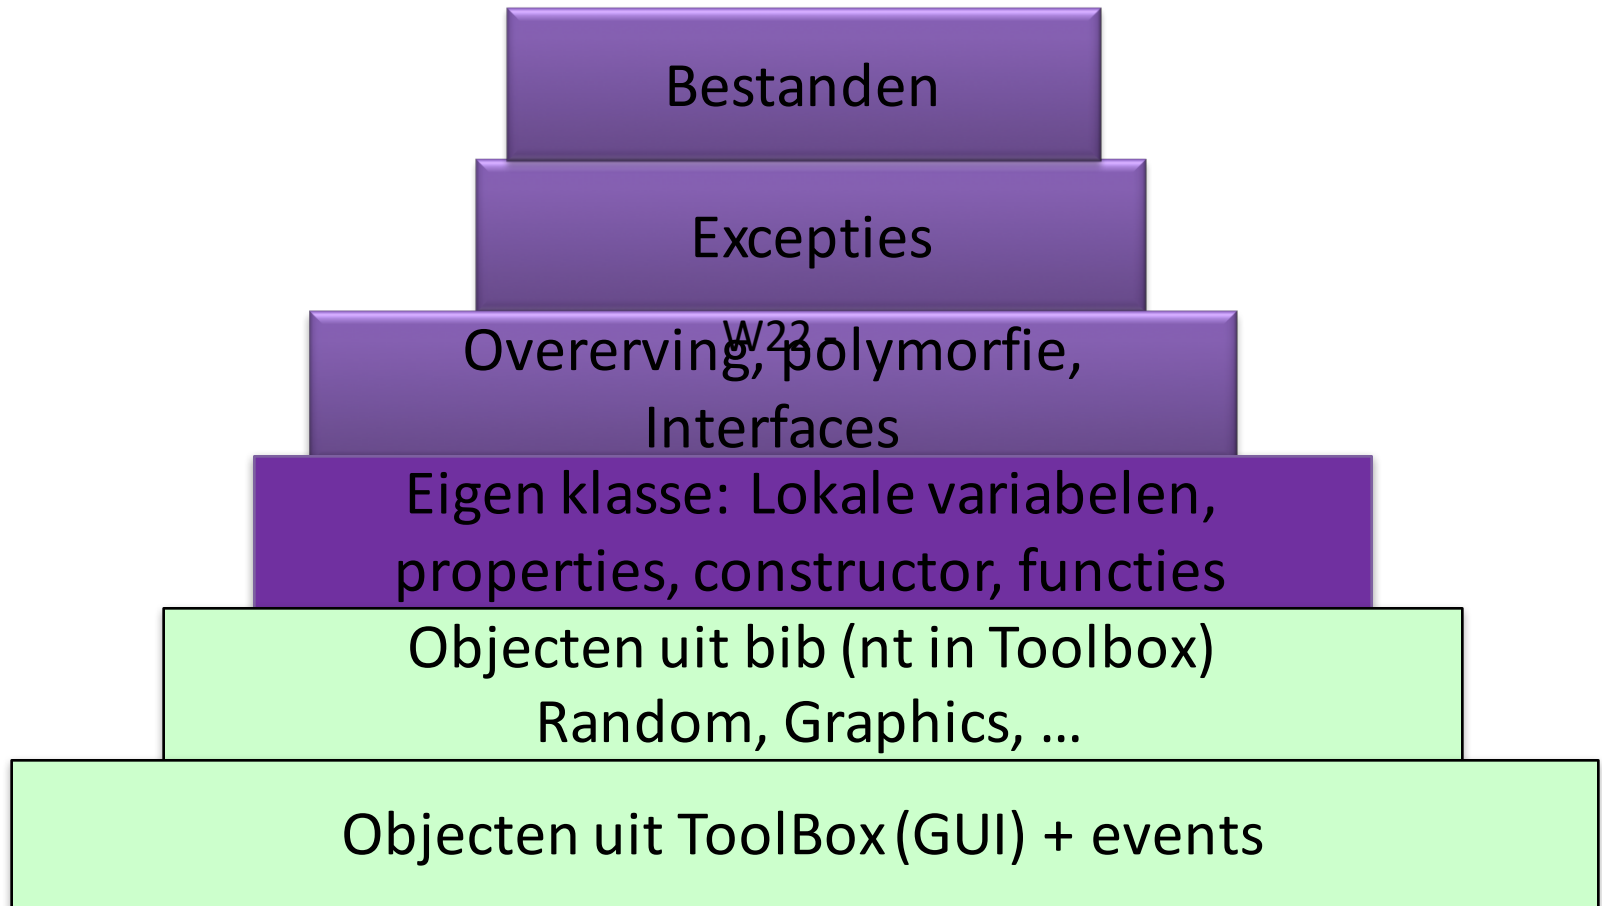 Bestanden
Excepties
W22 -
Overerving, polymorfie,
Interfaces
Eigen klasse: Lokale variabelen,
properties, constructor, functies
Objecten uit bib (nt in Toolbox)
Random, Graphics, ...
Objecten uit ToolBox (GUI) + events